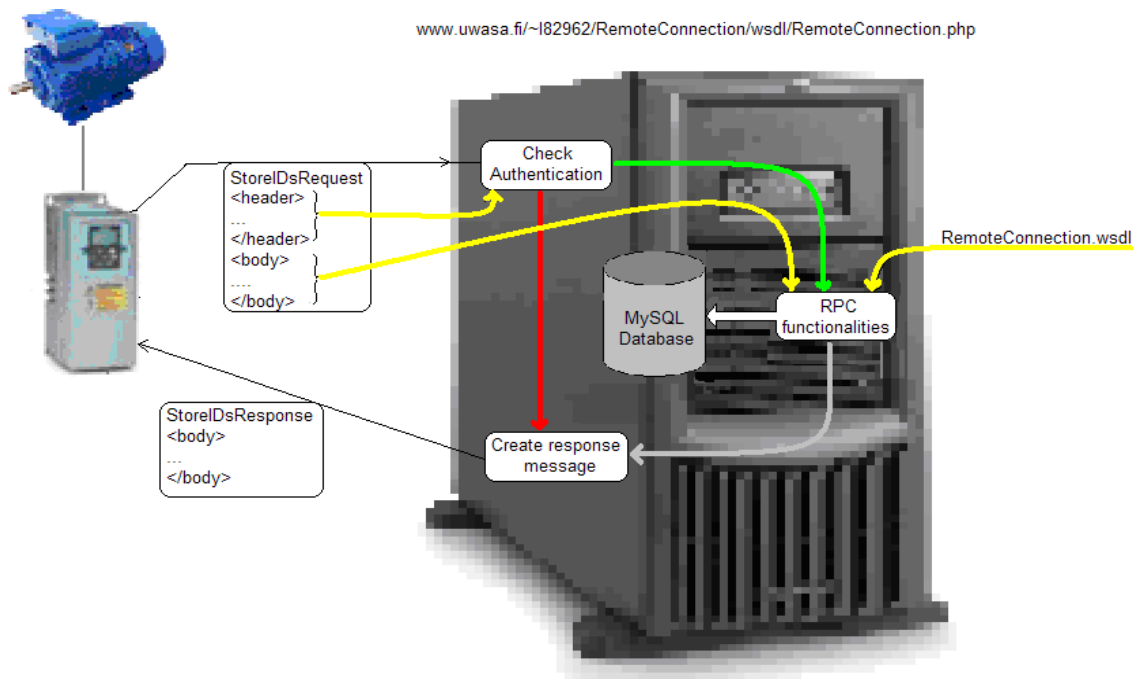 www.uwasa.fi/~l82962/RemoteConnection/wsdl/RemoteConnection.php
Check
Authentication
StoreIDsRequest
<header>
...
</header>
<body>
....
</body>
RemoteConnection.wsdl
RPC
functionalities
MySQL
Database
StoreIDsResponse
<body>
...
</body>
Create response
message